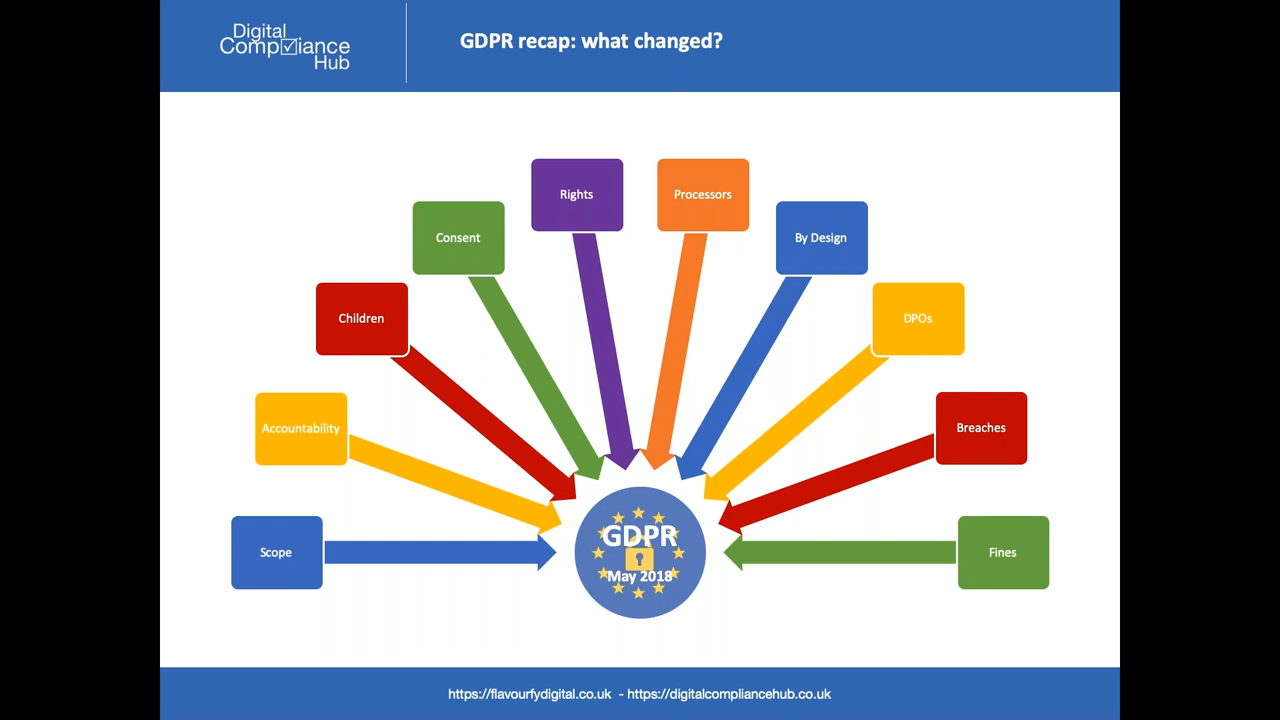 Digital
Compliance
Hub
GDPR recap: what changed?
Rights
Processors
Consent
By Design
Children
DPOs
Accountability
Breaches
Scope
GDPR
May 2018
Fines
https://flavourfydigital.co.uk - https://digitalcompliancehub.co.uk